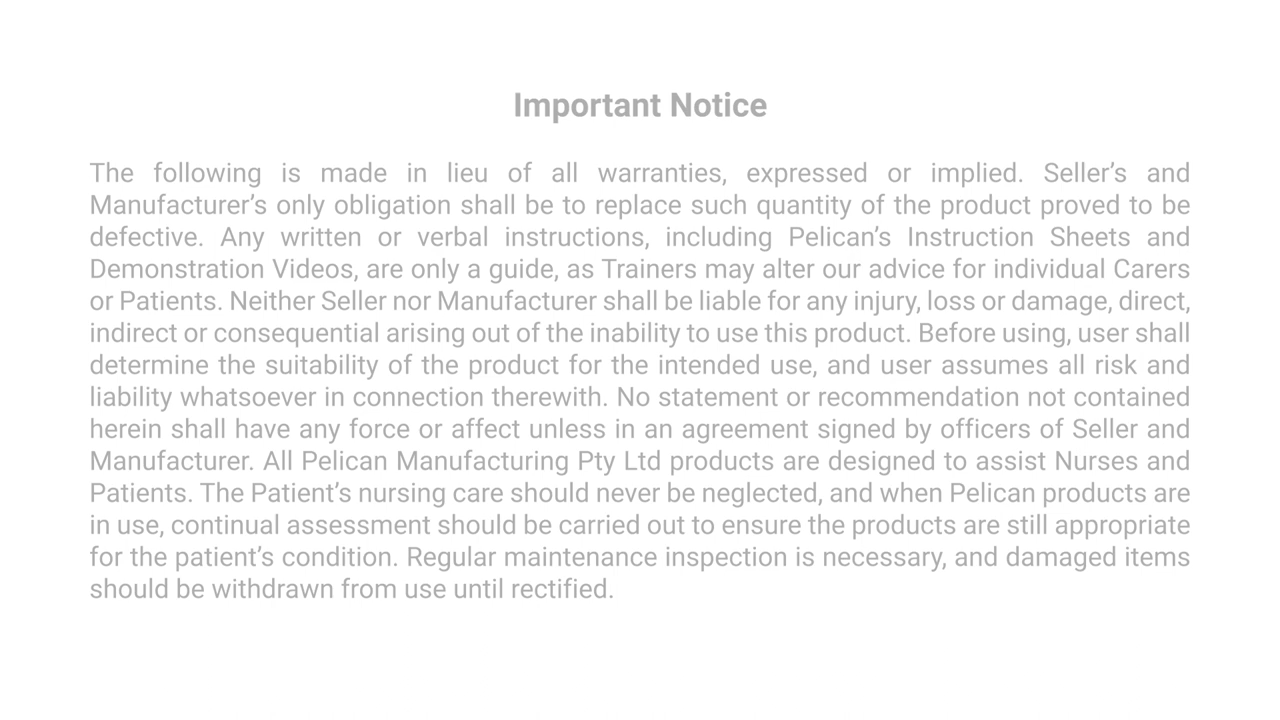 Important Notice
The following is made in lieu of all warranties, expressed or implied. Seller’s and
Manufacturer’s only obligation shall be to replace such quantity of the product proved to be
defective. Any written or verbal instructions, including Pelican’s Instruction Sheets and
Demonstration Videos, are only a guide, as Trainers may alter our advice for individual Carers
or Patients. Neither Seller nor Manufacturer shall be liable for any injury, loss or damage, direct,
indirect or consequential arising out of the inability to use this product. Before using, user shall
determine the suitability of the product for the intended use, and user assumes all risk and
liability whatsoever in connection therewith. No statement or recommendation not contained
herein shall have any force or affect unless in an agreement signed by officers of Seller and
Manufacturer. All Pelican Manufacturing Pty Ltd products are designed to assist Nurses and
Patients. The Patient’s nursing care should never be neglected, and when Pelican products are
in use, continual assessment should be carried out to ensure the products are still appropriate
for the patient’s condition. Regular maintenance inspection is necessary, and damaged items
should be withdrawn from use until rectified.